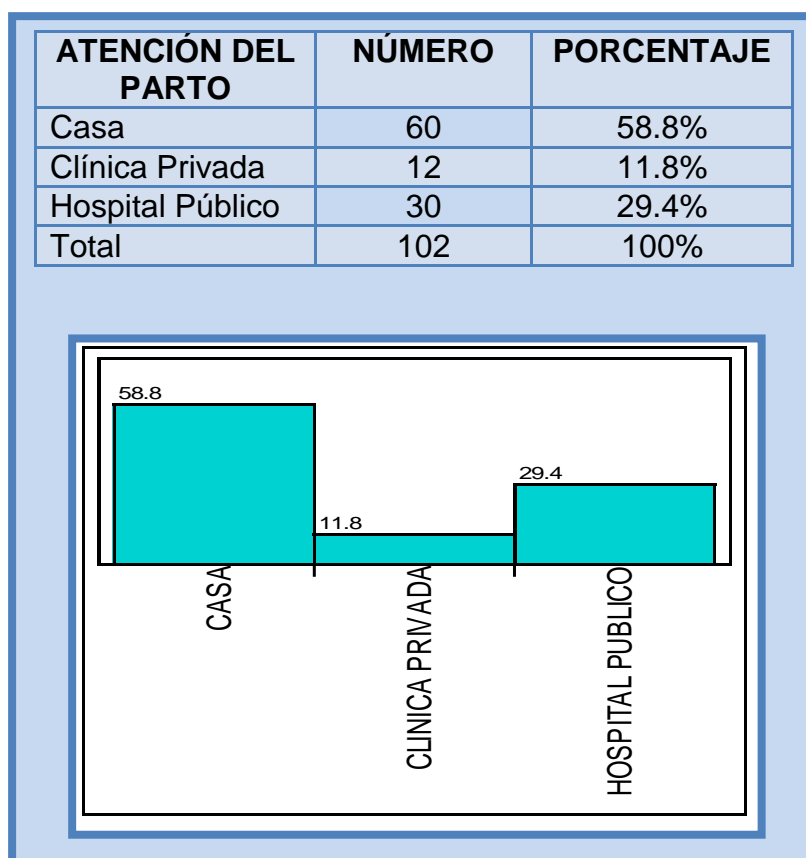 ATENCIÓN DEL PARTO NÚMERO PORCENTAJE
Casa 60 58.8%
Clínica Privada 12 11.8%
Hospital Público 30 29.4%
Total 102 100%
58.8
11.8
29.4
CASA
CLINICA PRIVADA
HOSPITAL PUBLICO